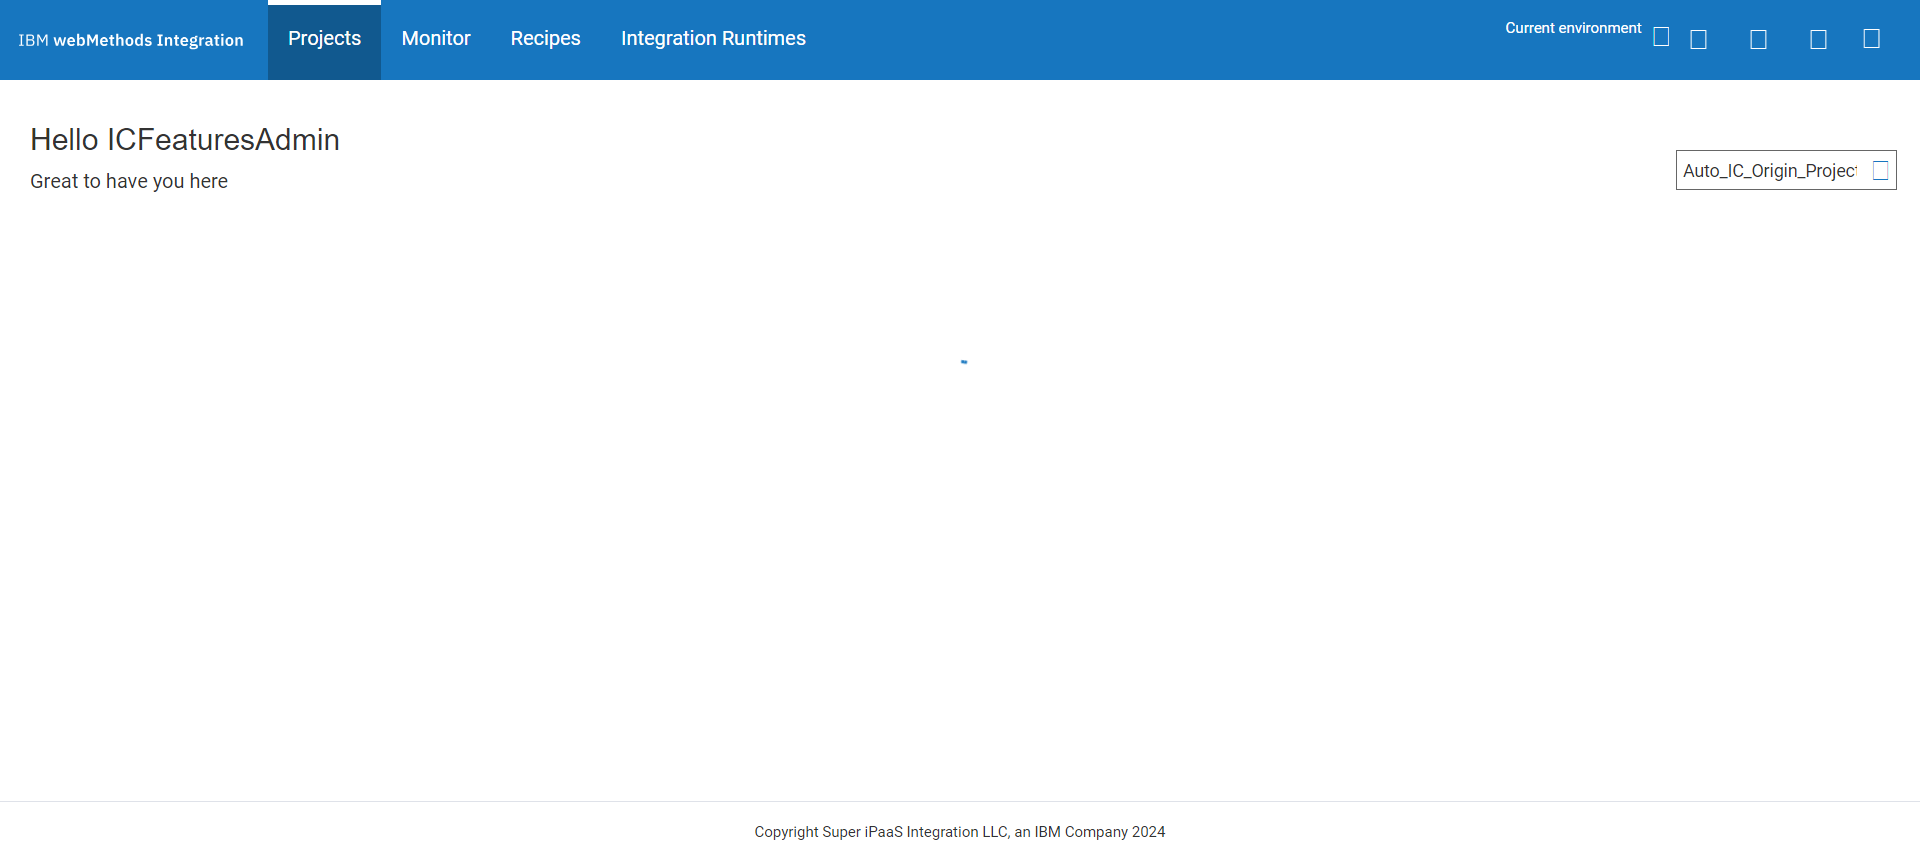 IBM webMethods Integration
Projects
Monitor
Recipes
Integration Runtimes
Current environment
Hello ICFeaturesAdmin
Great to have you here
Auto_IC_Origin_Project
Copyright Super iPaaS Integration LLC, an IBM Company 2024